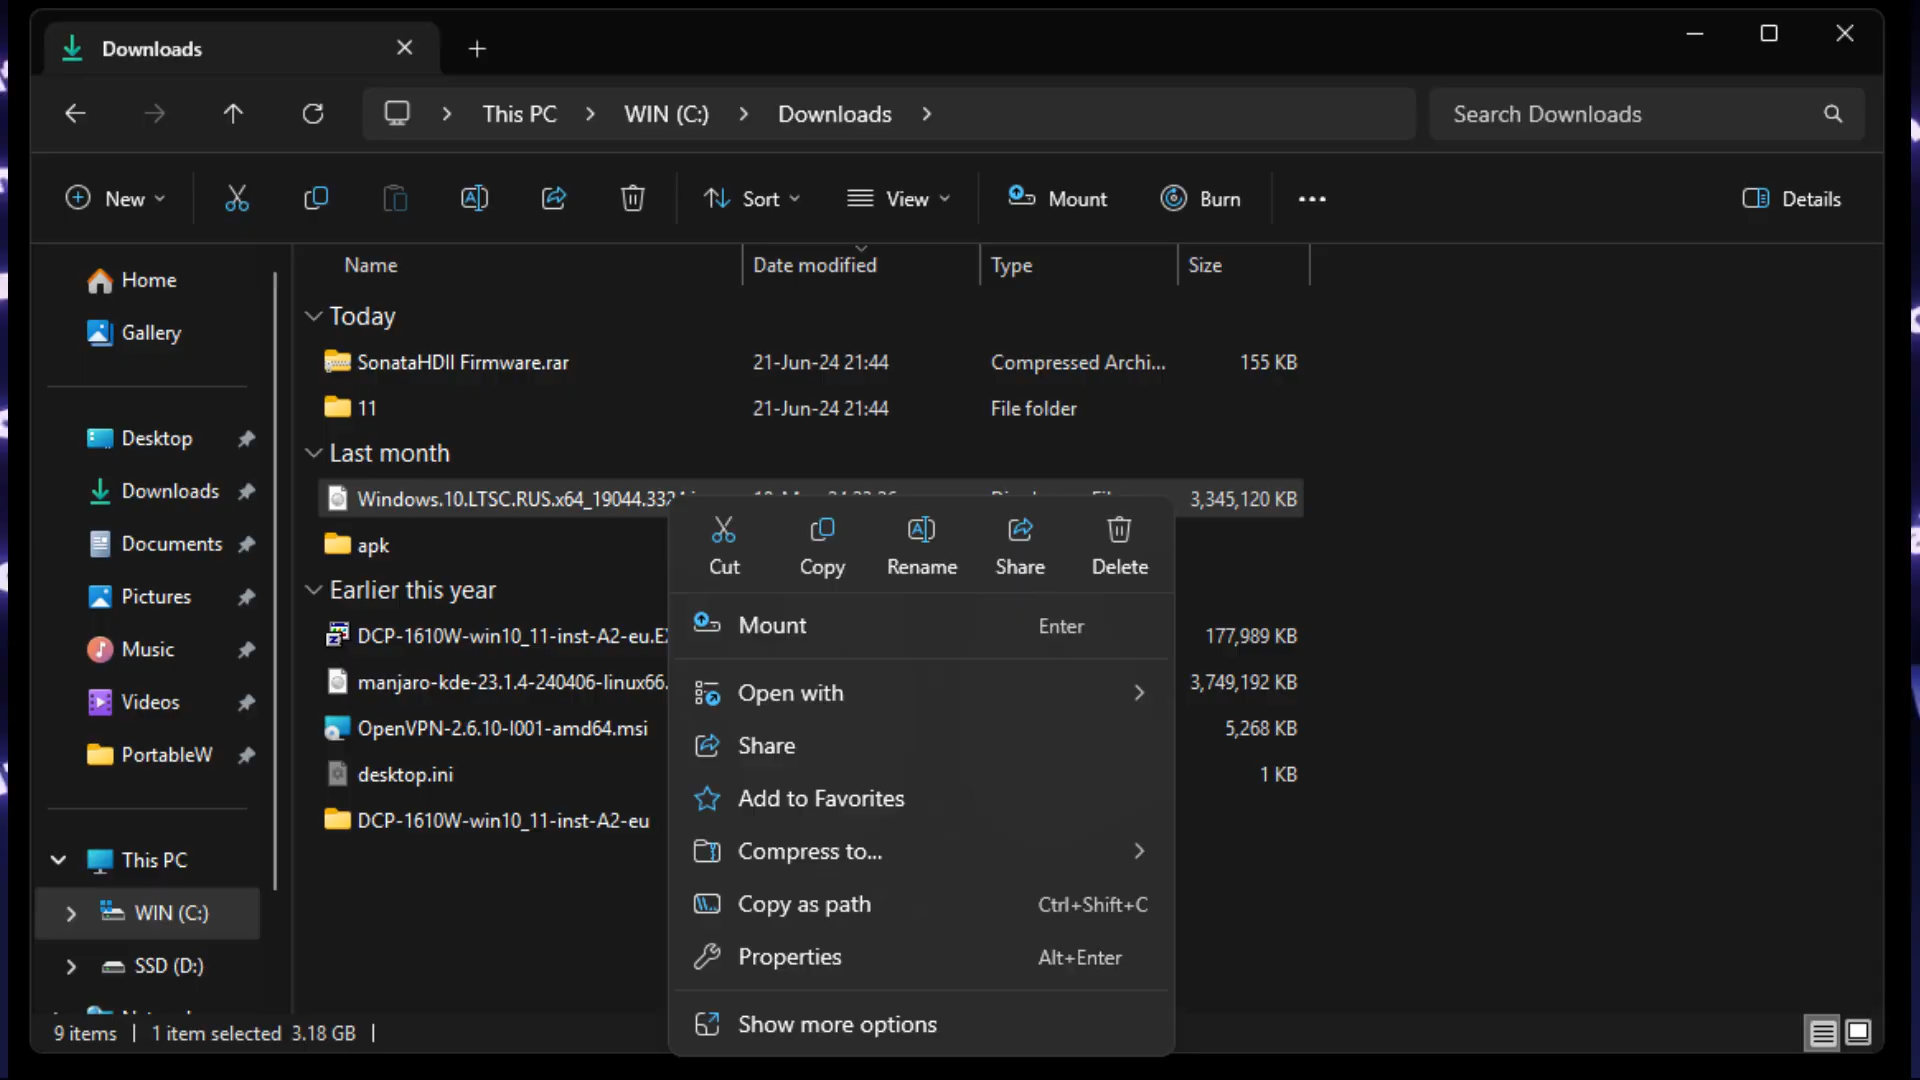 Downloads
This PC > WIN (C:) > Downloads >
Search Downloads
New
Sort
View
Mount
Burn
Details
Name Date modified Type Size
Home
Gallery
Desktop
Downloads
Documents
Pictures
Music
Videos
PortableW
This PC
WIN (C:)
SSD (D:)
Today
SonataHDII Firmware.rar 21-Jun-24 21:44 Compressed Archi... 155 KB
11 21-Jun-24 21:44 File folder
Last month
Windows.10.LTSC.RUS.x64_19044.332 3,345,120 KB
apk
Earlier this year
DCP-1610W-win10_11-inst-A2-eu.E 177,989 KB
manjaro-kde-23.1.4-240406-linux66. 3,749,192 KB
OpenVPN-2.6.10-I001-amd64.msi 5,268 KB
desktop.ini 1 KB
DCP-1610W-win10_11-inst-A2-eu
Cut Copy Rename Share Delete
Mount Enter
Open with
Share
Add to Favorites
Compress to...
Copy as path Ctrl+Shift+C
Properties Alt+Enter
Show more options
9 items | 1 item selected 3.18 GB |